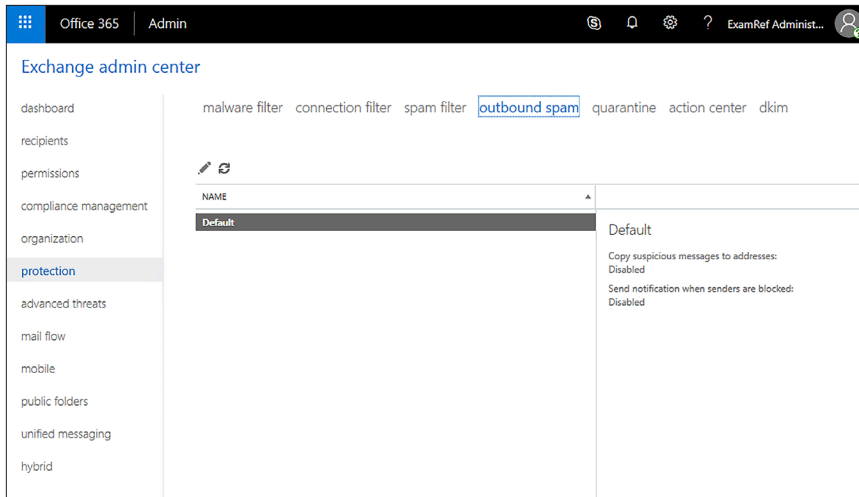 Office 365 Admin ? ExamRef Administ...
Exchange admin center
dashboard
recipients
permissions
compliance management
organization
protection
advanced threats
mail flow
mobile
public folders
unified messaging
hybrid
malware filter connection filter spam filter outbound spam quarantine action center dkim
NAME
Default
Default
Copy suspicious messages to addresses:
Disabled
Send notification when senders are blocked:
Disabled